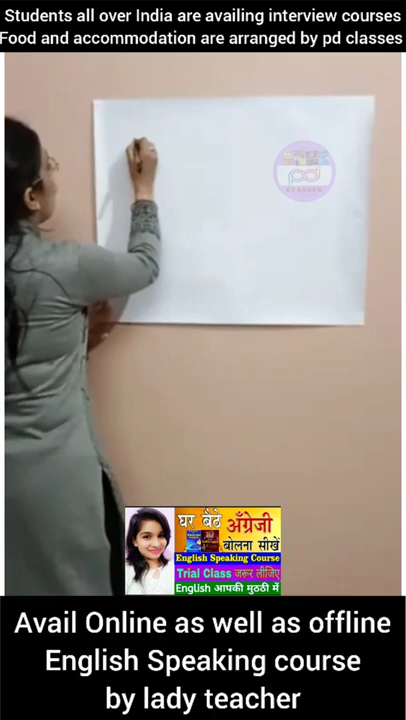 Students all over India are availing interview courses
Food and accommodation are arranged by pd classes
pd
CLASSES
घर बैठे अँग्रेजी
बोलना सीखें
English Speaking Course
Trial Class जरूर लीजिए
English आपकी मुठठी में
Avail Online as well as offline
English Speaking course
by lady teacher